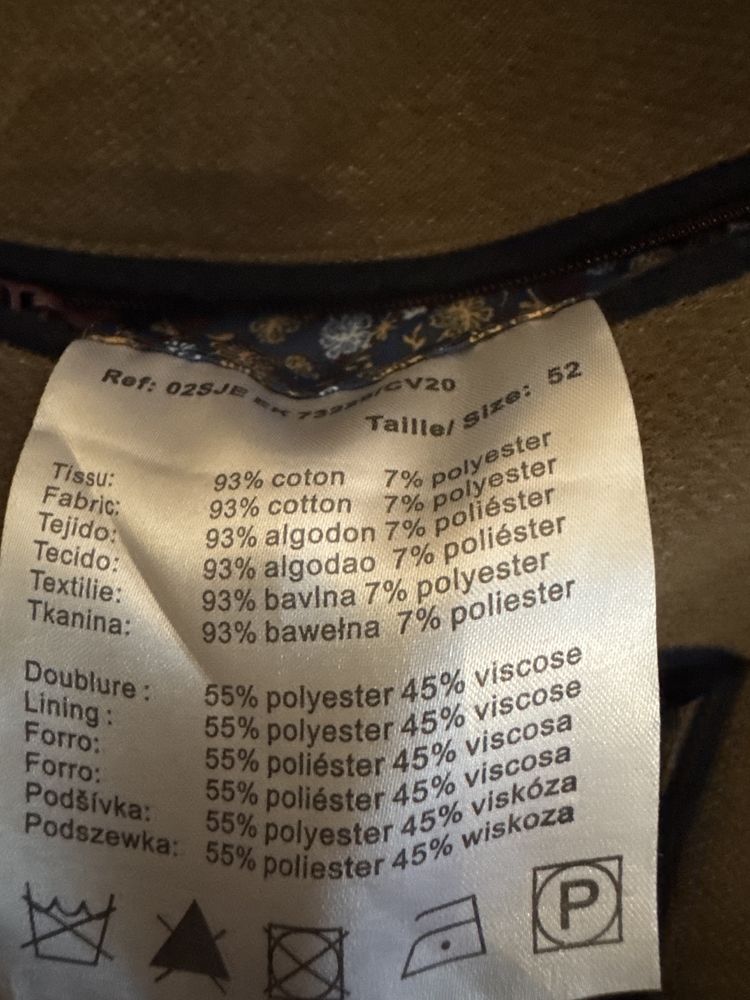 Ref: 02SJE EK CV20
Taille/ Size: 52
Tissu: 93% coton 7% polyester
Fabric: 93% cotton 7% polyester
Tejido: 93% algodon 7% poliéster
Tecido: 93% algodao 7% poliéster
Textilie: 93% bavlna 7% polyester
Tkanina: 93% bawełna 7% poliester
Doublure : 55% polyester 45% viscose
Lining : 55% polyester 45% viscose
Forro: 55% poliéster 45% viscosa
Forro: 55% poliéster 45% viscosa
Podšívka: 55% polyester 45% viskóza
Podszewka: 55% poliester 45% wiskoza
P